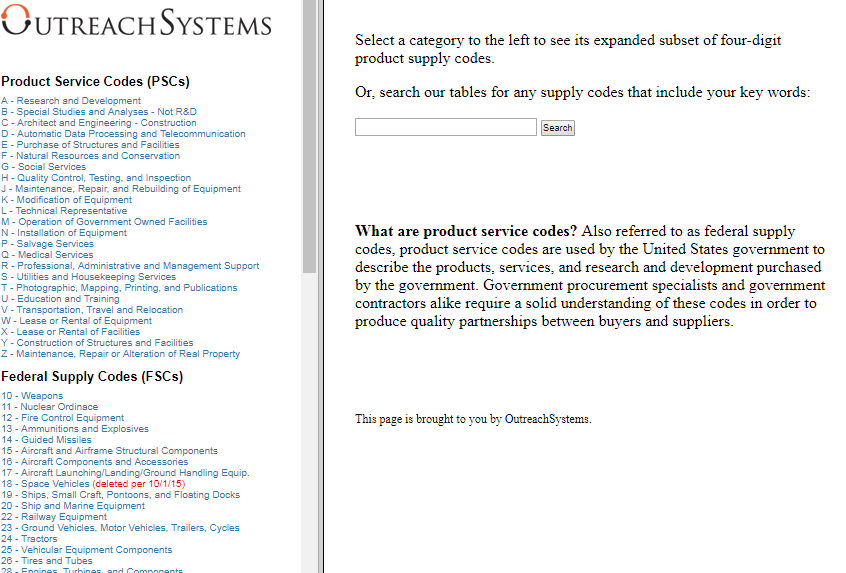 OUTREACHSYSTEMS
Product Service Codes (PSCs)
A - Research and Development
B - Special Studies and Analyses - Not R&D
C - Architect and Engineering - Construction
D - Automatic Data Processing and Telecommunication
E - Purchase of Structures and Facilities
F - Natural Resources and Conservation
G - Social Services
H - Quality Control, Testing, and Inspection
J - Maintenance, Repair, and Rebuilding of Equipment
K - Modification of Equipment
L - Technical Representative
M - Operation of Government Owned Facilities
N - Installation of Equipment
P - Salvage Services
Q - Medical Services
R - Professional, Administrative and Management Support
S - Utilities and Housekeeping Services
T - Photographic, Mapping, Printing, and Publications
U - Education and Training
V - Transportation, Travel and Relocation
W - Lease or Rental of Equipment
X - Lease or Rental of Facilities
Y - Construction of Structures and Facilities
Z - Maintenance, Repair or Alteration of Real Property
Federal Supply Codes (FSCs)
10 - Weapons
11 - Nuclear Ordinace
12 - Fire Control Equipment
13 - Ammunitions and Explosives
14 - Guided Missiles
15 - Aircraft and Airframe Structural Components
16 - Aircraft Components and Accessories
17 - Aircraft Launching/Landing/Ground Handling Equip.
18 - Space Vehicles (deleted per 10/1/15)
19 - Ships, Small Craft, Pontoons, and Floating Docks
20 - Ship and Marine Equipment
22 - Railway Equipment
23 - Ground Vehicles, Motor Vehicles, Trailers, Cycles
24 - Tractors
25 - Vehicular Equipment Components
26 - Tires and Tubes
28 - Engines, Turbines, and Components
Select a category to the left to see its expanded subset of four-digit
product supply codes.
Or, search our tables for any supply codes that include your key words:
Search
What are product service codes? Also referred to as federal supply
codes, product service codes are used by the United States government to
describe the products, services, and research and development purchased
by the government. Government procurement specialists and government
contractors alike require a solid understanding of these codes in order to
produce quality partnerships between buyers and suppliers.
This page is brought to you by OutreachSystems.